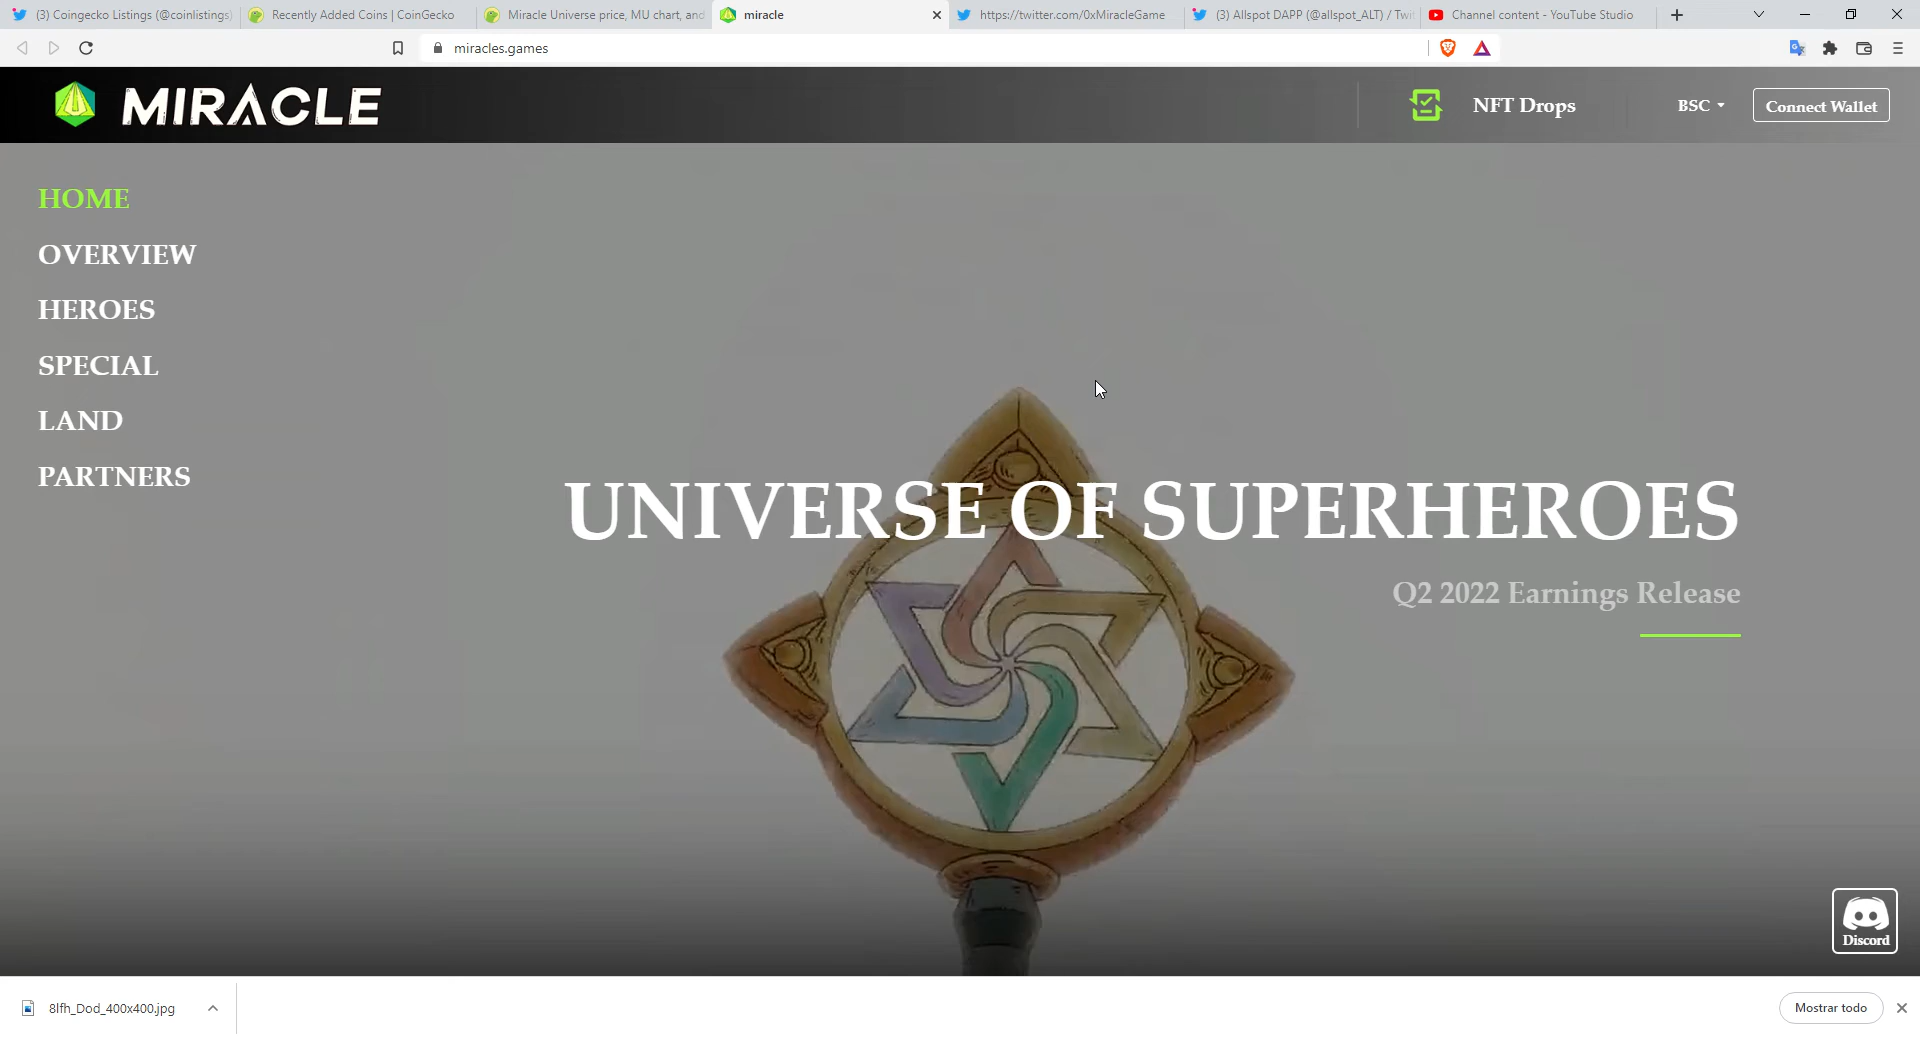 (3) Coingecko Listings (@coinlistings)
Recently Added Coins | CoinGecko
Miracle Universe price, MU chart, and
miracle
https://twitter.com/0xMiracleGame
(3) Allspot DAPP (@allspot_ALT) / Twi
Channel content - YouTube Studio
miracles.games
MIRACLE
NFT Drops
BSC
Connect Wallet
HOME
OVERVIEW
HEROES
SPECIAL
LAND
PARTNERS
UNIVERSE OF SUPERHEROES
Q2 2022 Earnings Release
Discord
8lfh_Dod_400x400.jpg
Mostrar todo